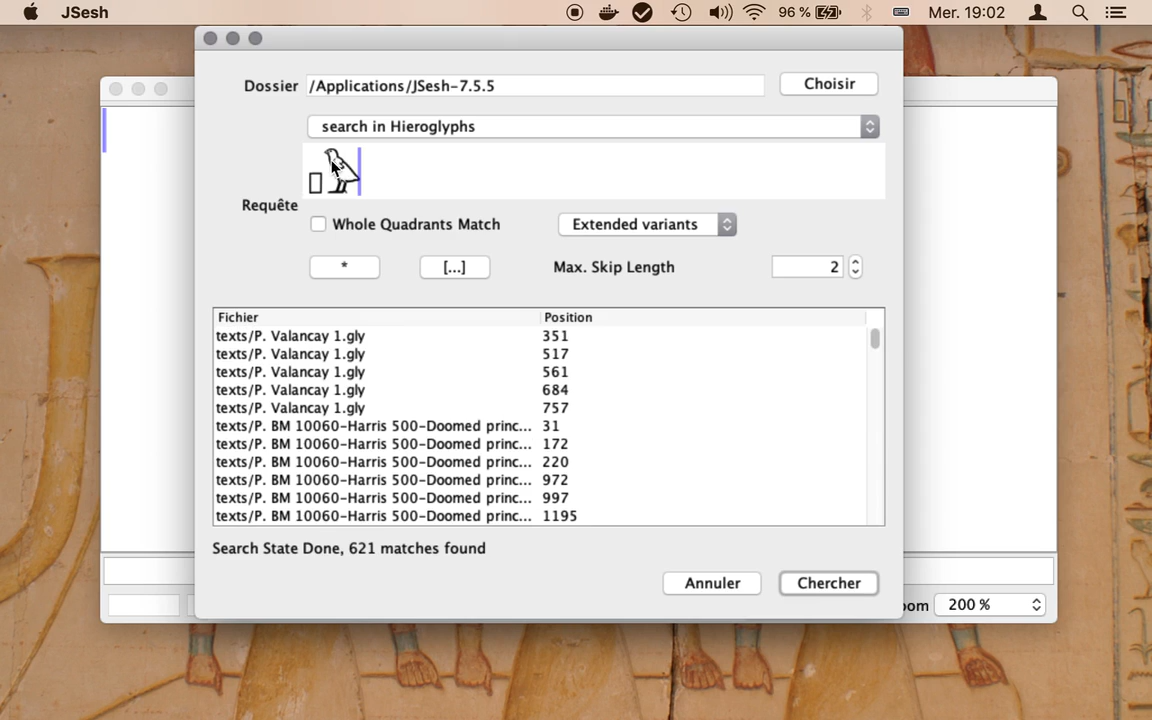 JSesh
96 %
Mer. 19:02
Dossier
/Applications/JSesh-7.5.5
Choisir
search in Hieroglyphs
Requête
Whole Quadrants Match
Extended variants
*
[...]
Max. Skip Length
2
Fichier Position
texts/P. Valancay 1.gly 351
texts/P. Valancay 1.gly 517
texts/P. Valancay 1.gly 561
texts/P. Valancay 1.gly 684
texts/P. Valancay 1.gly 757
texts/P. BM 10060-Harris 500-Doomed princ... 31
texts/P. BM 10060-Harris 500-Doomed princ... 172
texts/P. BM 10060-Harris 500-Doomed princ... 220
texts/P. BM 10060-Harris 500-Doomed princ... 972
texts/P. BM 10060-Harris 500-Doomed princ... 997
texts/P. BM 10060-Harris 500-Doomed princ... 1195
Search State Done, 621 matches found
Annuler
Chercher
oom 200 %